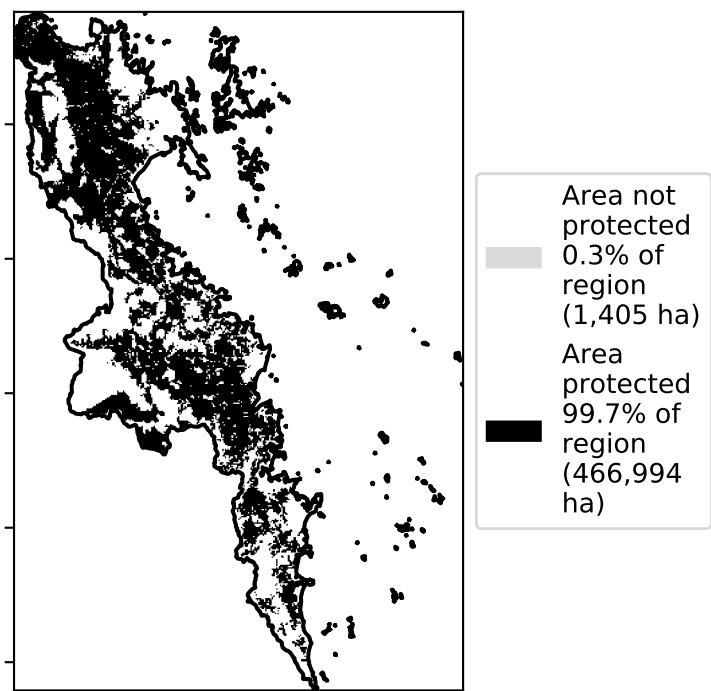 Area not
protected
0.3% of
region
(1,405 ha)
Area
protected
99.7% of
region
(466,994
ha)